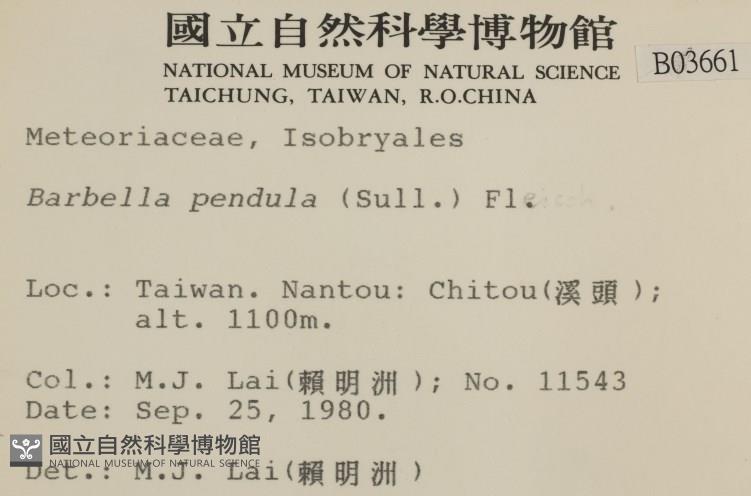 國立自然科學博物館
NATIONAL MUSEUM OF NATURAL SCIENCE
TAICHUNG, TAIWAN, R.O.CHINA
B03661
Meteoriaceae, Isobryales
Barbella pendula (Sull.) Fl.
Loc.: Taiwan. Nantou: Chitou(溪頭);
alt. 1100m.
Col.: M.J. Lai(賴明洲); No. 11543
Date: Sep. 25, 1980.
國立自然科學博物館
NATIONAL MUSEUM OF NATURAL SCIENCE
Det.: M.J. Lai(賴明洲)